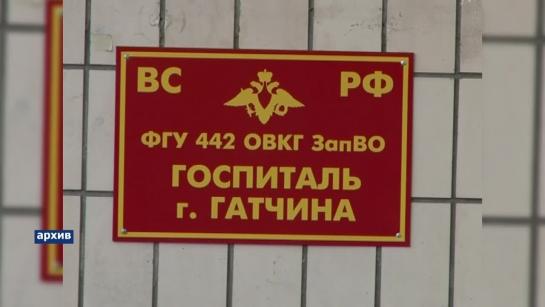 ВС РФ
ФГУ 442 ОВКГ ЗапВО
ГОСПИТАЛЬ
г. ГАТЧИНА
архив